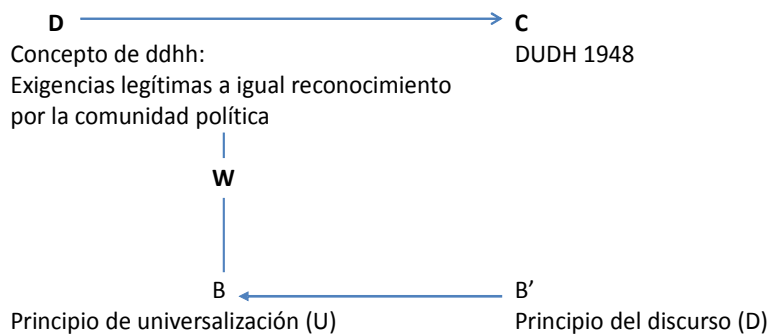 D
C
Concepto de ddhh:
DUDH 1948
Exigencias legítimas a igual reconocimiento
por la comunidad política
W
B
B’
Principio de universalización (U)
Principio del discurso (D)